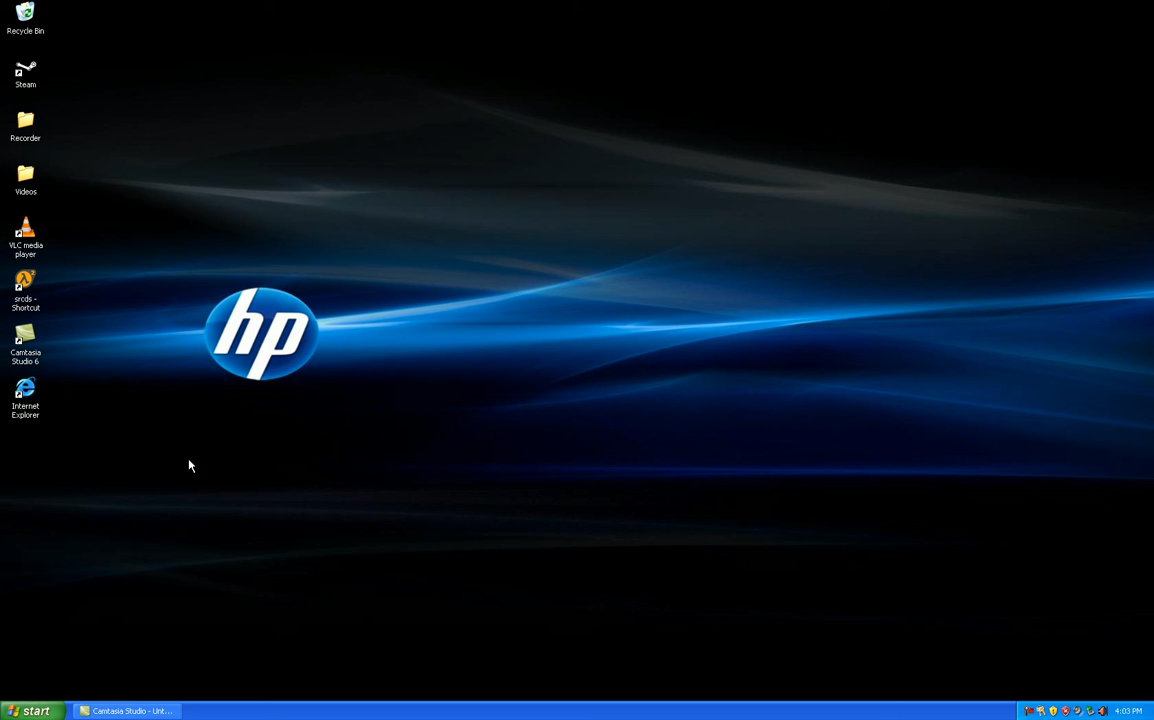 Recycle Bin
Steam
Recorder
Videos
VLC media
player
srcds -
Shortcut
Camtasia
Studio 6
Internet
Explorer
hp
start
Camtasia Studio - Unt...
4:03 PM